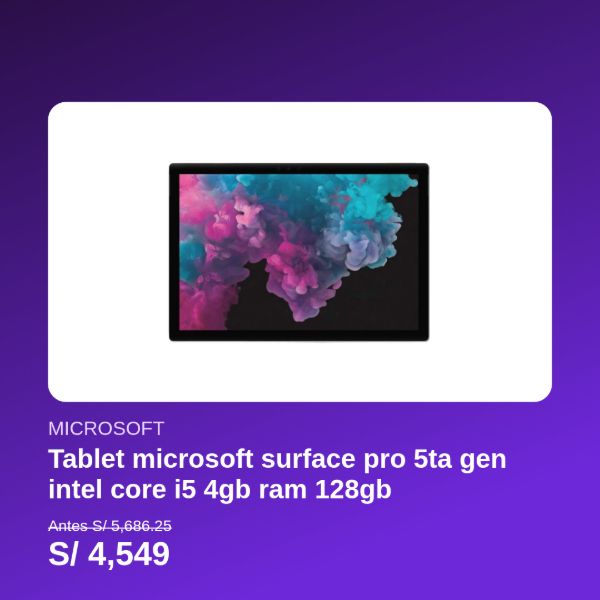 MICROSOFT
Tablet microsoft surface pro 5ta gen
intel core i5 4gb ram 128gb
Antes S/ 5,686.25
S/ 4,549